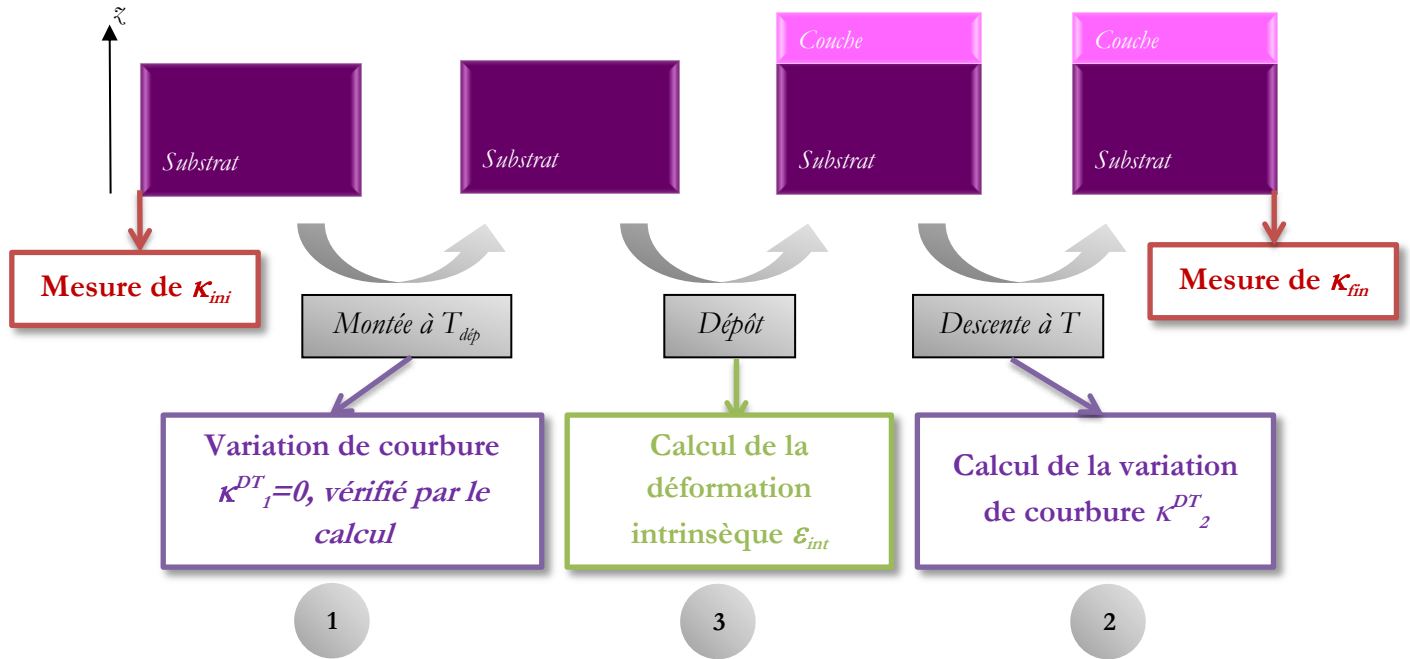 z
Couche
Couche
Substrat
Substrat
Substrat
Substrat
Mesure de κini
Mesure de κfin
Montée à Tdép
Dépôt
Descente à T
Variation de courbure
κDT1=0, vérifié par le
calcul
Calcul de la
déformation
intrinsèque εint
Calcul de la variation
de courbure κDT2
1
3
2